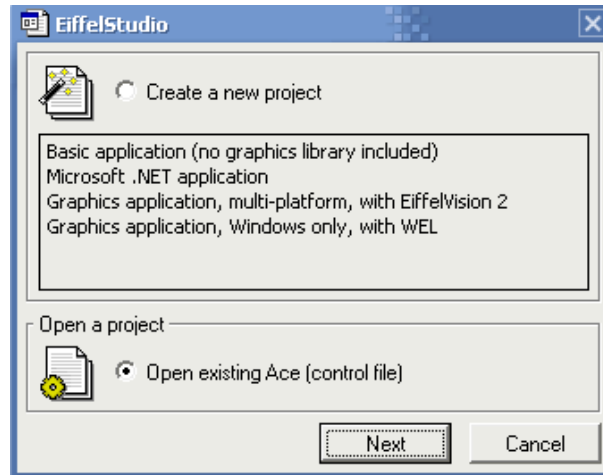 EiffelStudio
Create a new project
Basic application (no graphics library included)
Microsoft .NET application
Graphics application, multi-platform, with EiffelVision 2
Graphics application, Windows only, with WEL
Open a project
Open existing Ace (control file)
Next
Cancel